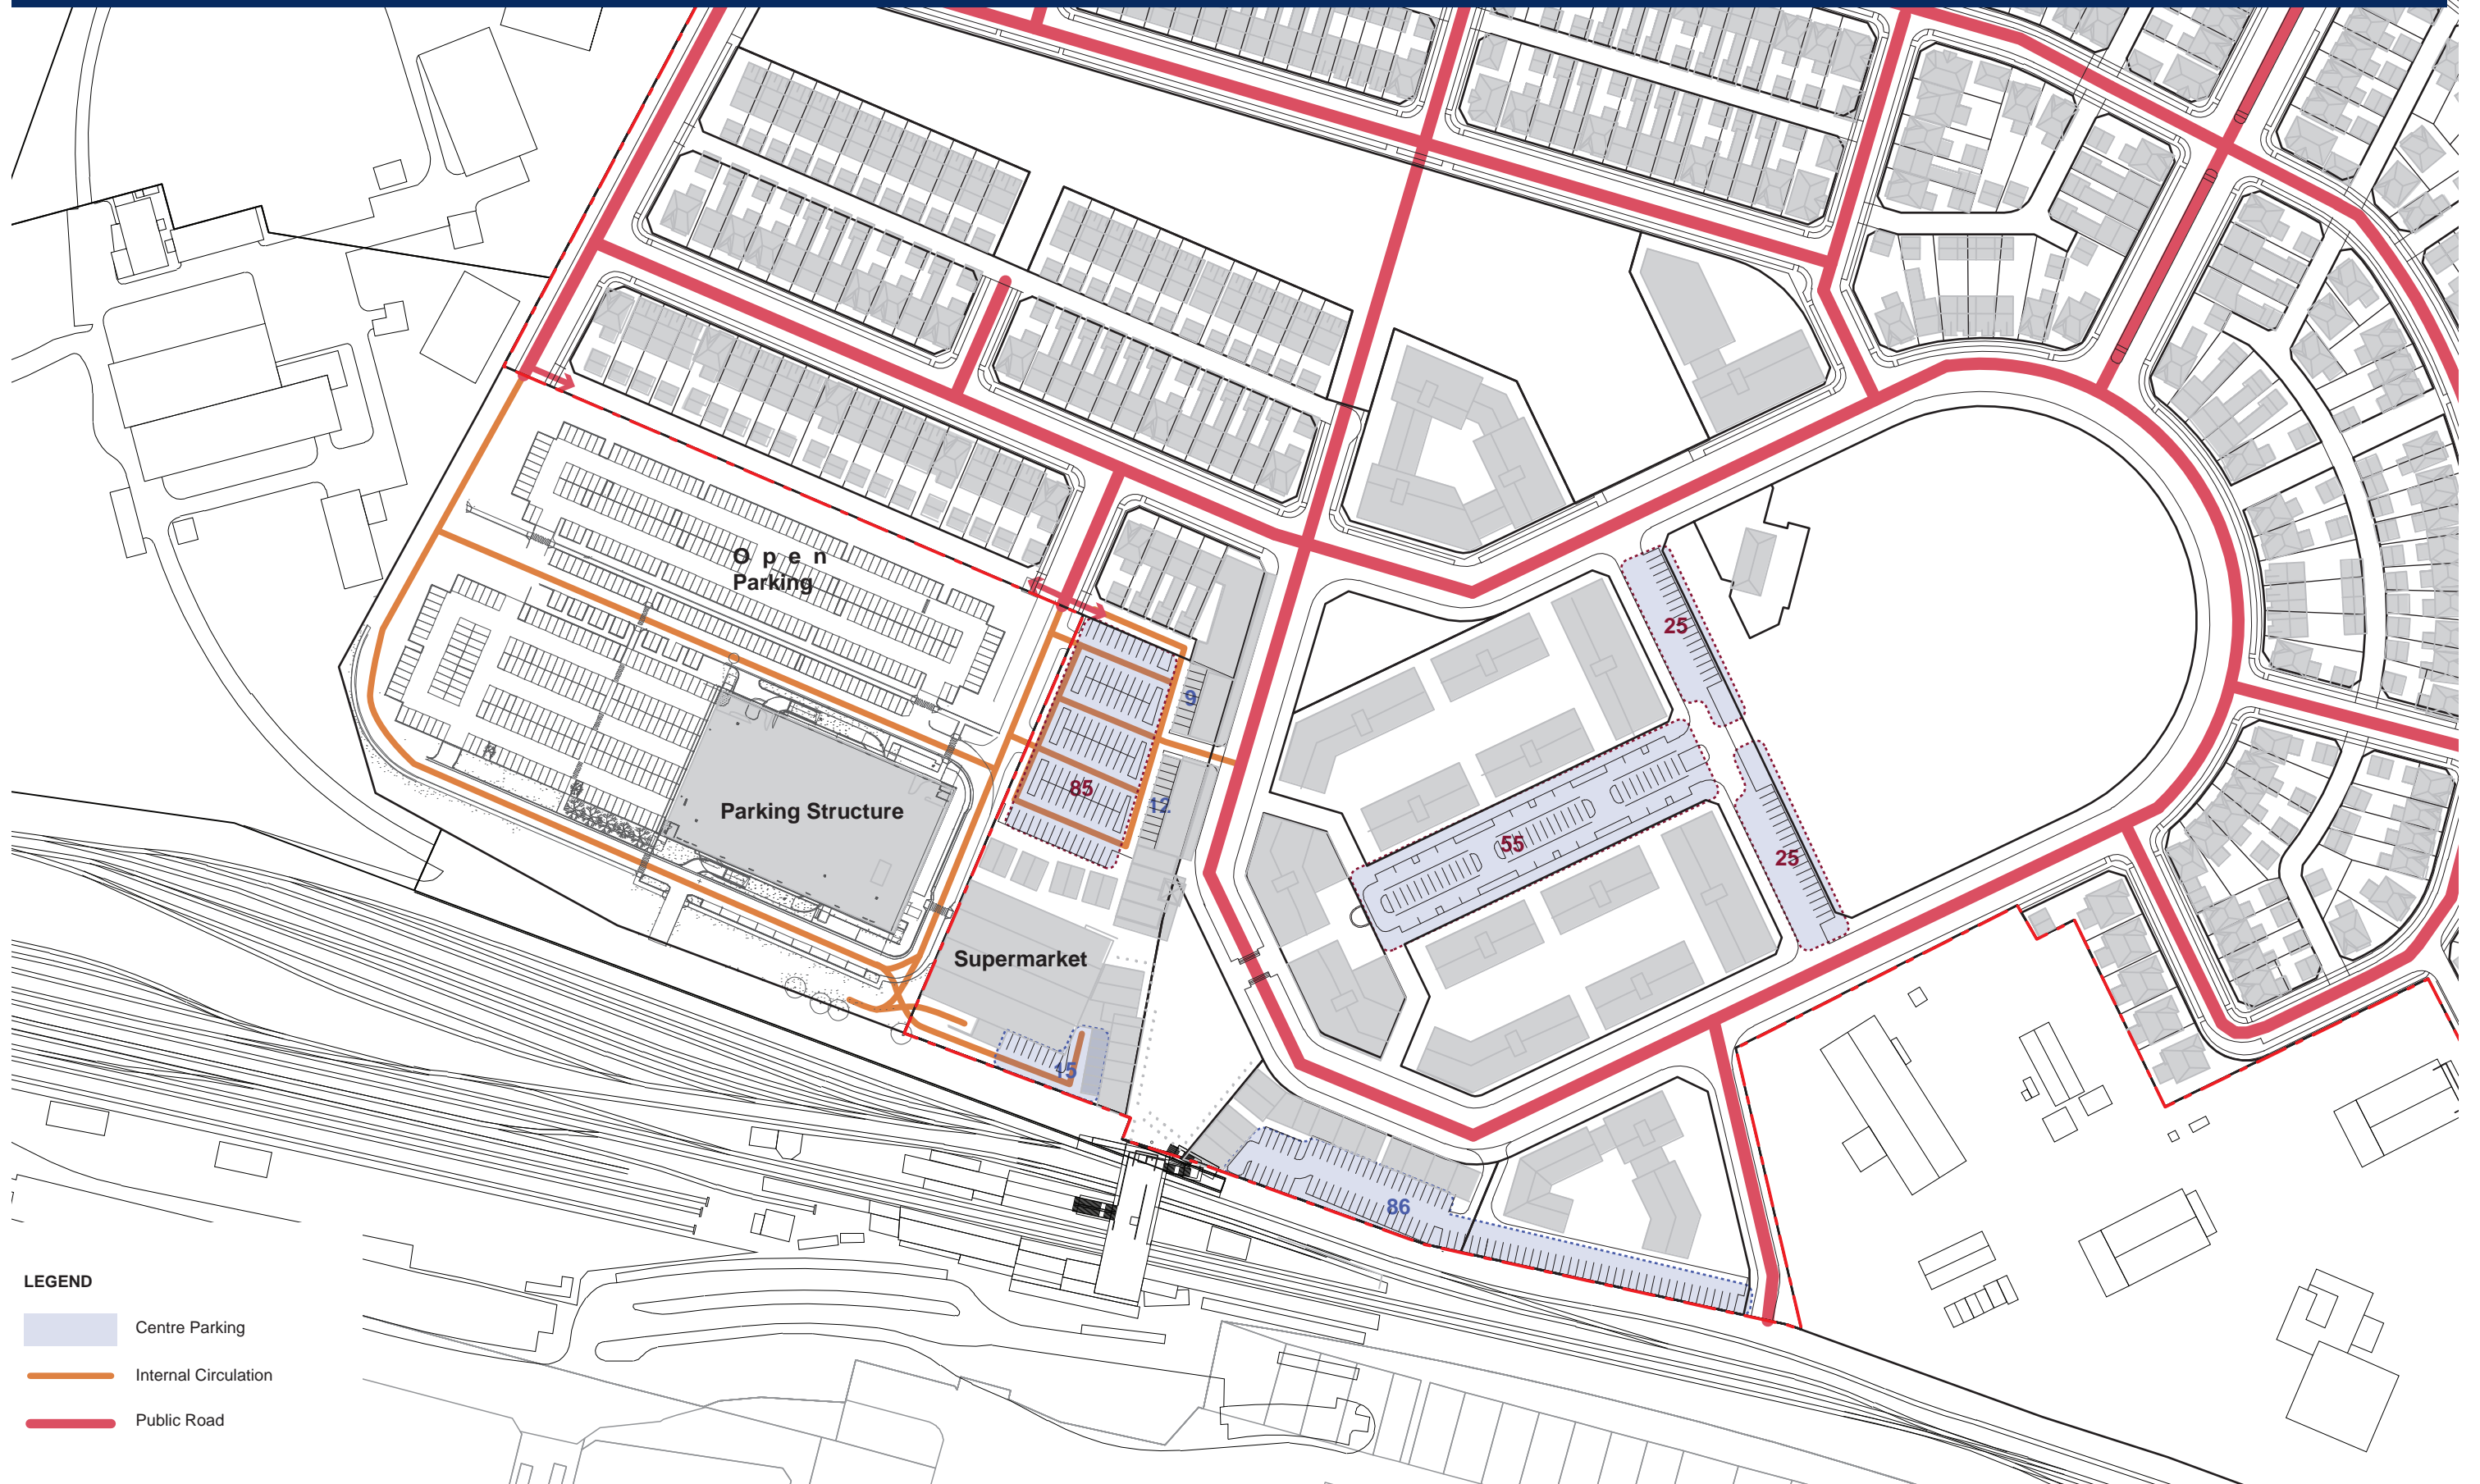 O p e n
Parking
25
9
85
12
Parking Structure
55
25
Supermarket
15
86
LEGEND
Centre Parking
Internal Circulation
Public Road